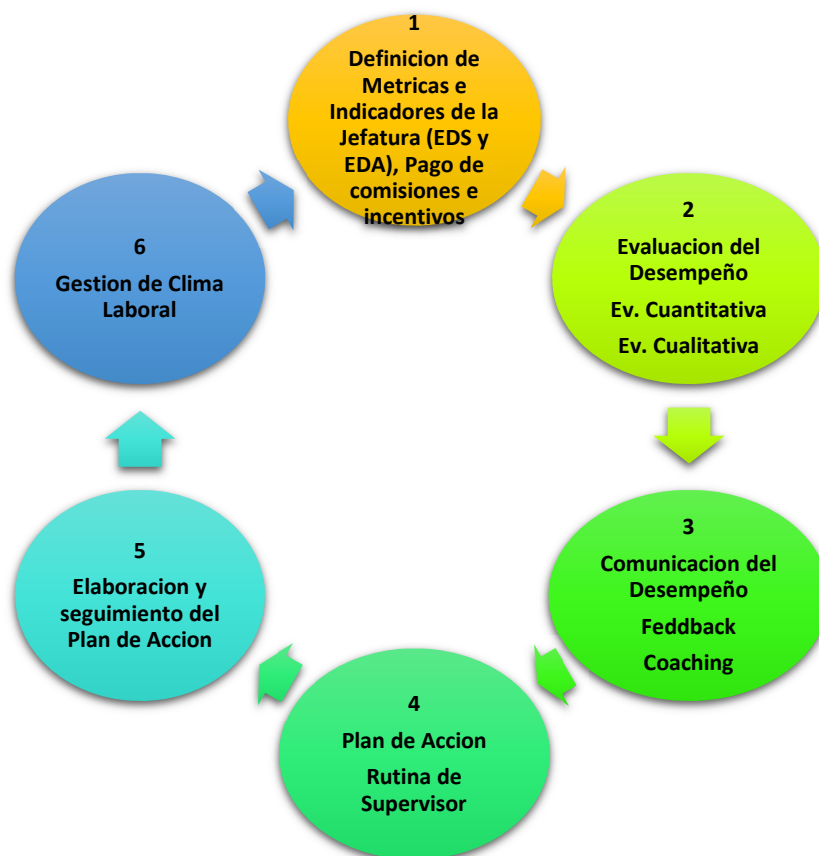 1
Definicion de
Metricas e
Indicadores de la
Jefatura (EDS y
EDA), Pago de
comisiones e
incentivos
2
Evaluacion del
Desempeño
Ev. Cuantitativa
Ev. Cualitativa
3
Comunicacion del
Desempeño
Feddback
Coaching
4
Plan de Accion
Rutina de
Supervisor
5
Elaboracion y
seguimiento del
Plan de Accion
6
Gestion de Clima
Laboral